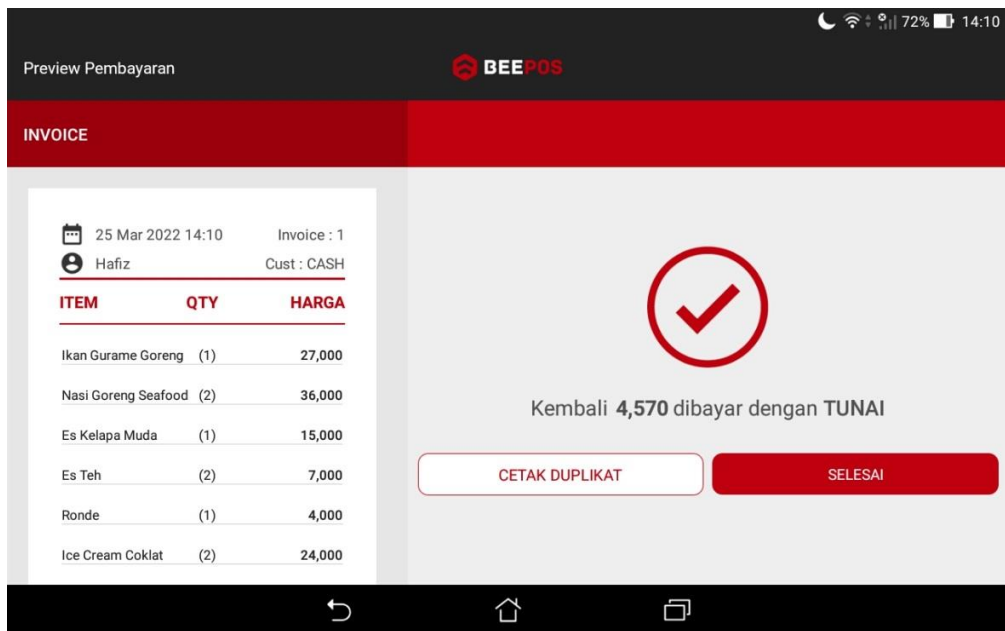 72% 14:10
Preview Pembayaran
BEEPOS
INVOICE
25 Mar 2022 14:10 Invoice : 1
Hafiz Cust : CASH
ITEM QTY HARGA
Ikan Gurame Goreng (1) 27,000
Nasi Goreng Seafood (2) 36,000
Es Kelapa Muda (1) 15,000
Es Teh (2) 7,000
Ronde (1) 4,000
Ice Cream Coklat (2) 24,000
Kembali 4,570 dibayar dengan TUNAI
CETAK DUPLIKAT
SELESAI